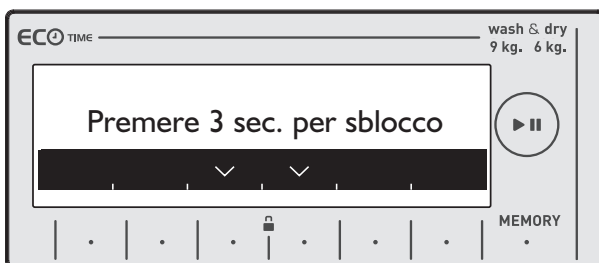 ECO TIME
wash & dry
9 kg. 6 kg.
Premere 3 sec. per sblocco
MEMORY